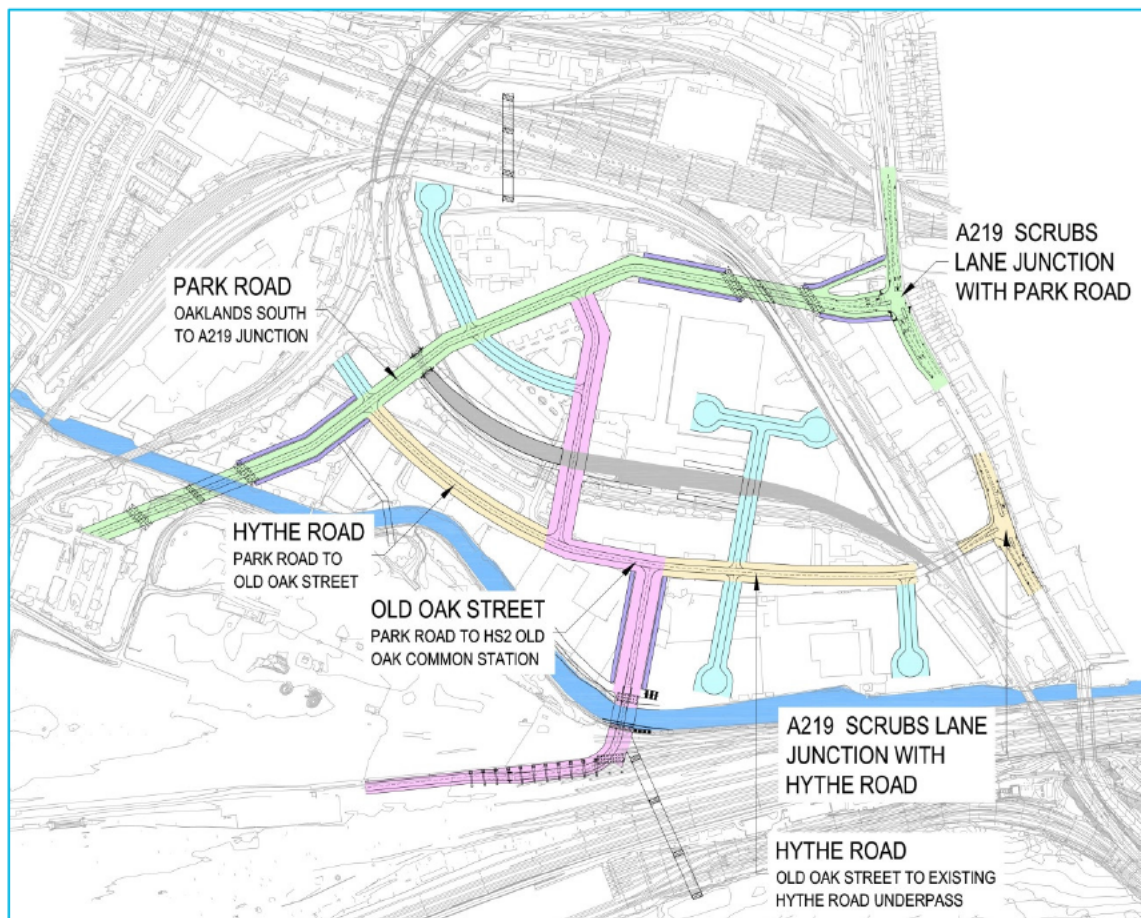 A219 SCRUBS
LANE JUNCTION
WITH PARK ROAD
PARK ROAD
OAKLANDS SOUTH
TO A219 JUNCTION
HYTHE ROAD
PARK ROAD TO
OLD OAK STREET
OLD OAK STREET
PARK ROAD TO HS2 OLD
OAK COMMON STATION
A219 SCRUBS LANE
JUNCTION WITH
HYTHE ROAD
HYTHE ROAD
OLD OAK STREET TO EXISTING
HYTHE ROAD UNDERPASS